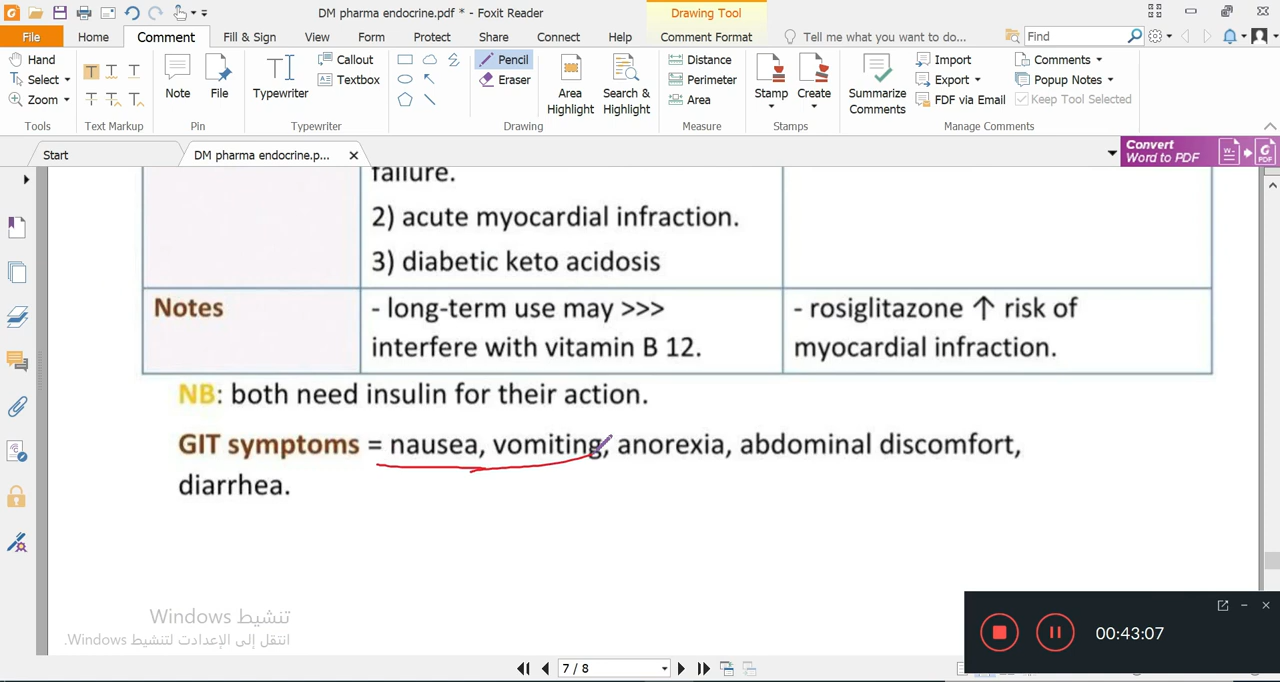 DM pharma endocrine.pdf * - Foxit Reader
Drawing Tool
File Home Comment Fill & Sign View Form Protect Share Connect Help Comment Format Tell me what you want to do... Find
Hand
Select
Zoom
Tools
Text Markup
Note
File
Pin
Typewriter
Callout
Textbox
Typewriter
Pencil
Eraser
Area
Highlight
Search &
Highlight
Drawing
Distance
Perimeter
Area
Measure
Stamp
Create
Stamps
Summarize
Comments
Import
Export
FDF via Email
Comments
Popup Notes
Keep Tool Selected
Manage Comments
Start
DM pharma endocrine.p...
Convert
Word to PDF
failure.
2) acute myocardial infraction.
3) diabetic keto acidosis
Notes
- long-term use may >>>
interfere with vitamin B 12.
- rosiglitazone ↑ risk of
myocardial infraction.
NB: both need insulin for their action.
GIT symptoms = nausea, vomiting, anorexia, abdominal discomfort,
diarrhea.
تنشيط Windows
انتقل إلى الإعدادت لتنشيط Windows.
00:43:07
7 / 8